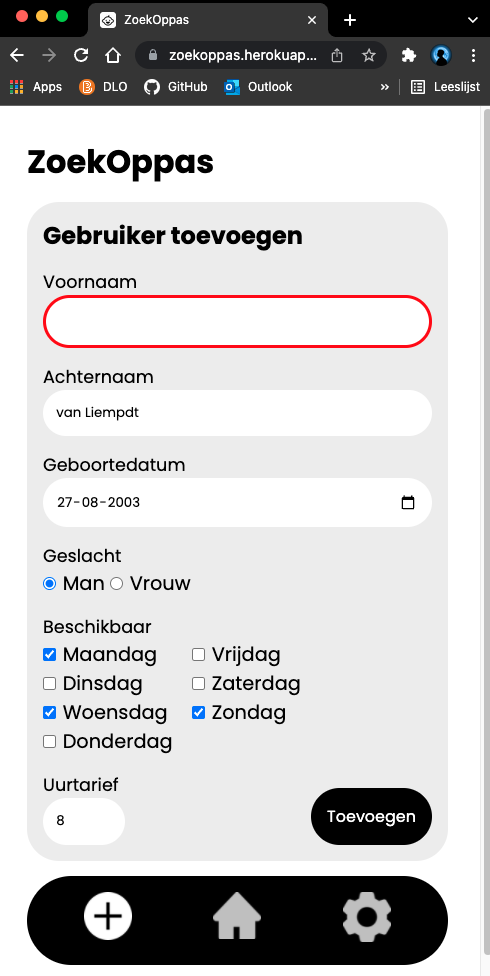 ZoekOppas
zoekoppas.herokuap...
Apps
DLO
GitHub
Outlook
»
Leeslijst
ZoekOppas
Gebruiker toevoegen
Voornaam
Achternaam
van Liempdt
Geboortedatum
27-08-2003
Geslacht
Man Vrouw
Beschikbaar
Maandag Vrijdag
Dinsdag Zaterdag
Woensdag Zondag
Donderdag
Uurtarief
8
Toevoegen